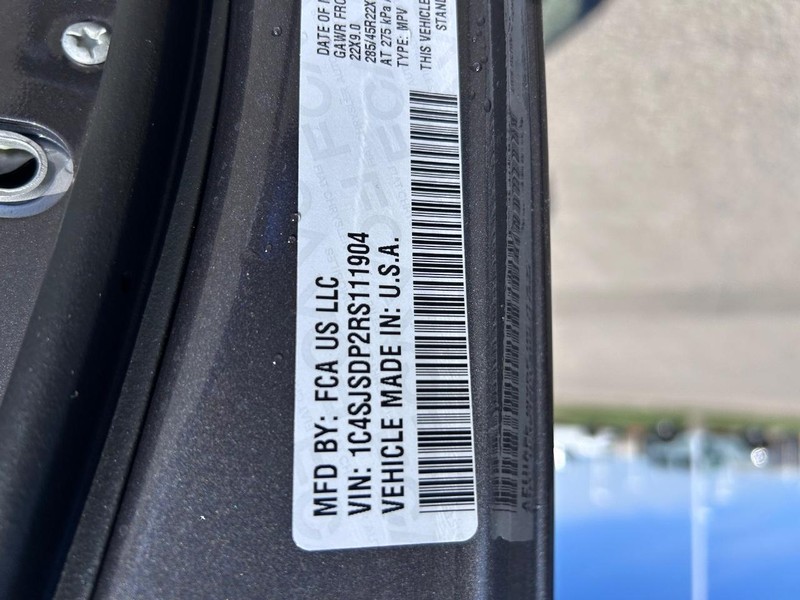 MFD BY: FCA US LLC
VIN: 1C4SJSDP2RS111904
VEHICLE MADE IN: U.S.A.
DATE OF
GAWR FR
22X9.0
285/45R22X
AT 275 kPa
TYPE: MPV
THIS VEHICLE
STAN